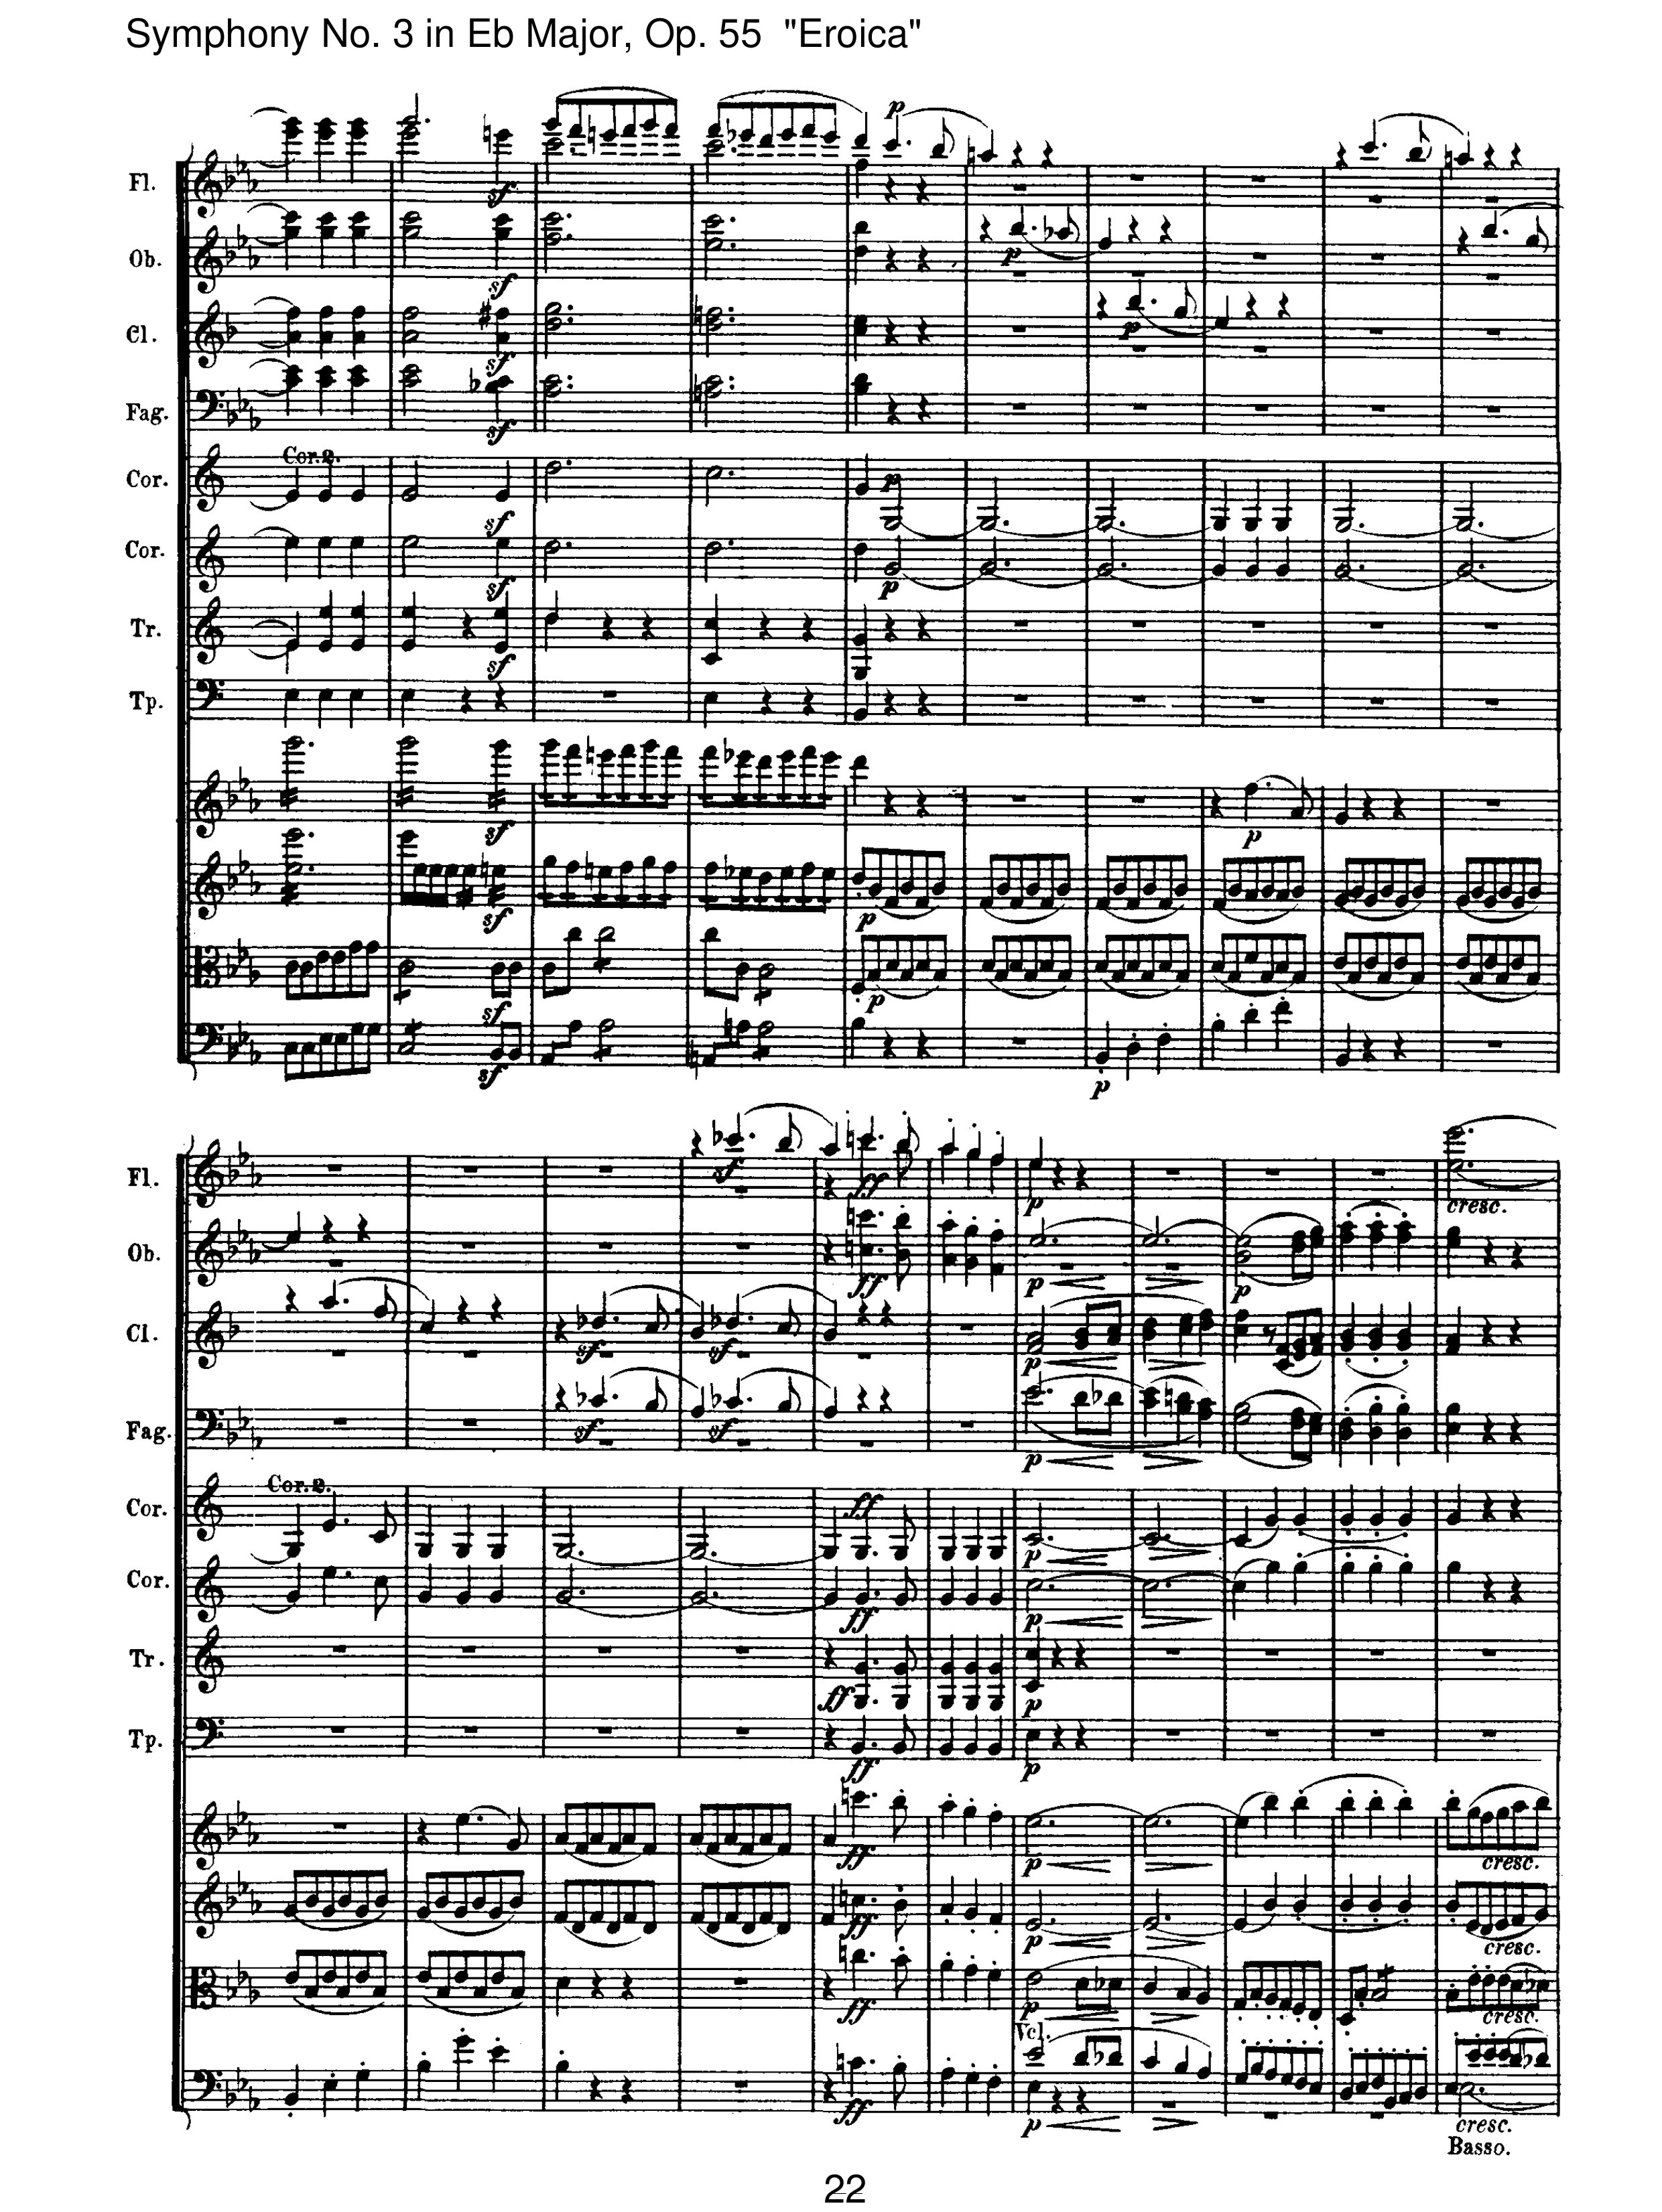 Symphony No. 3 in Eb Major, Op. 55 "Eroica"
p
Fl.
sf
Ob.
sf p
Cl.
sf p
Fag.
sf
Cor. 2.
Cor.
sf p
Cor.
sf p
Tr.
sf
Tp.
sf p
sf p
sf p
sf p
Fl.
sf ff p cresc.
Ob.
ff p p
Cl.
sf sf p
Fag.
sf sf p
Cor. 2.
Cor.
ff p
Cor.
ff p
Tr.
ff p
Tp.
ff p
ff p cresc.
ff p cresc.
ff p cresc.
Vcl.
ff p cresc.
Basso.
22